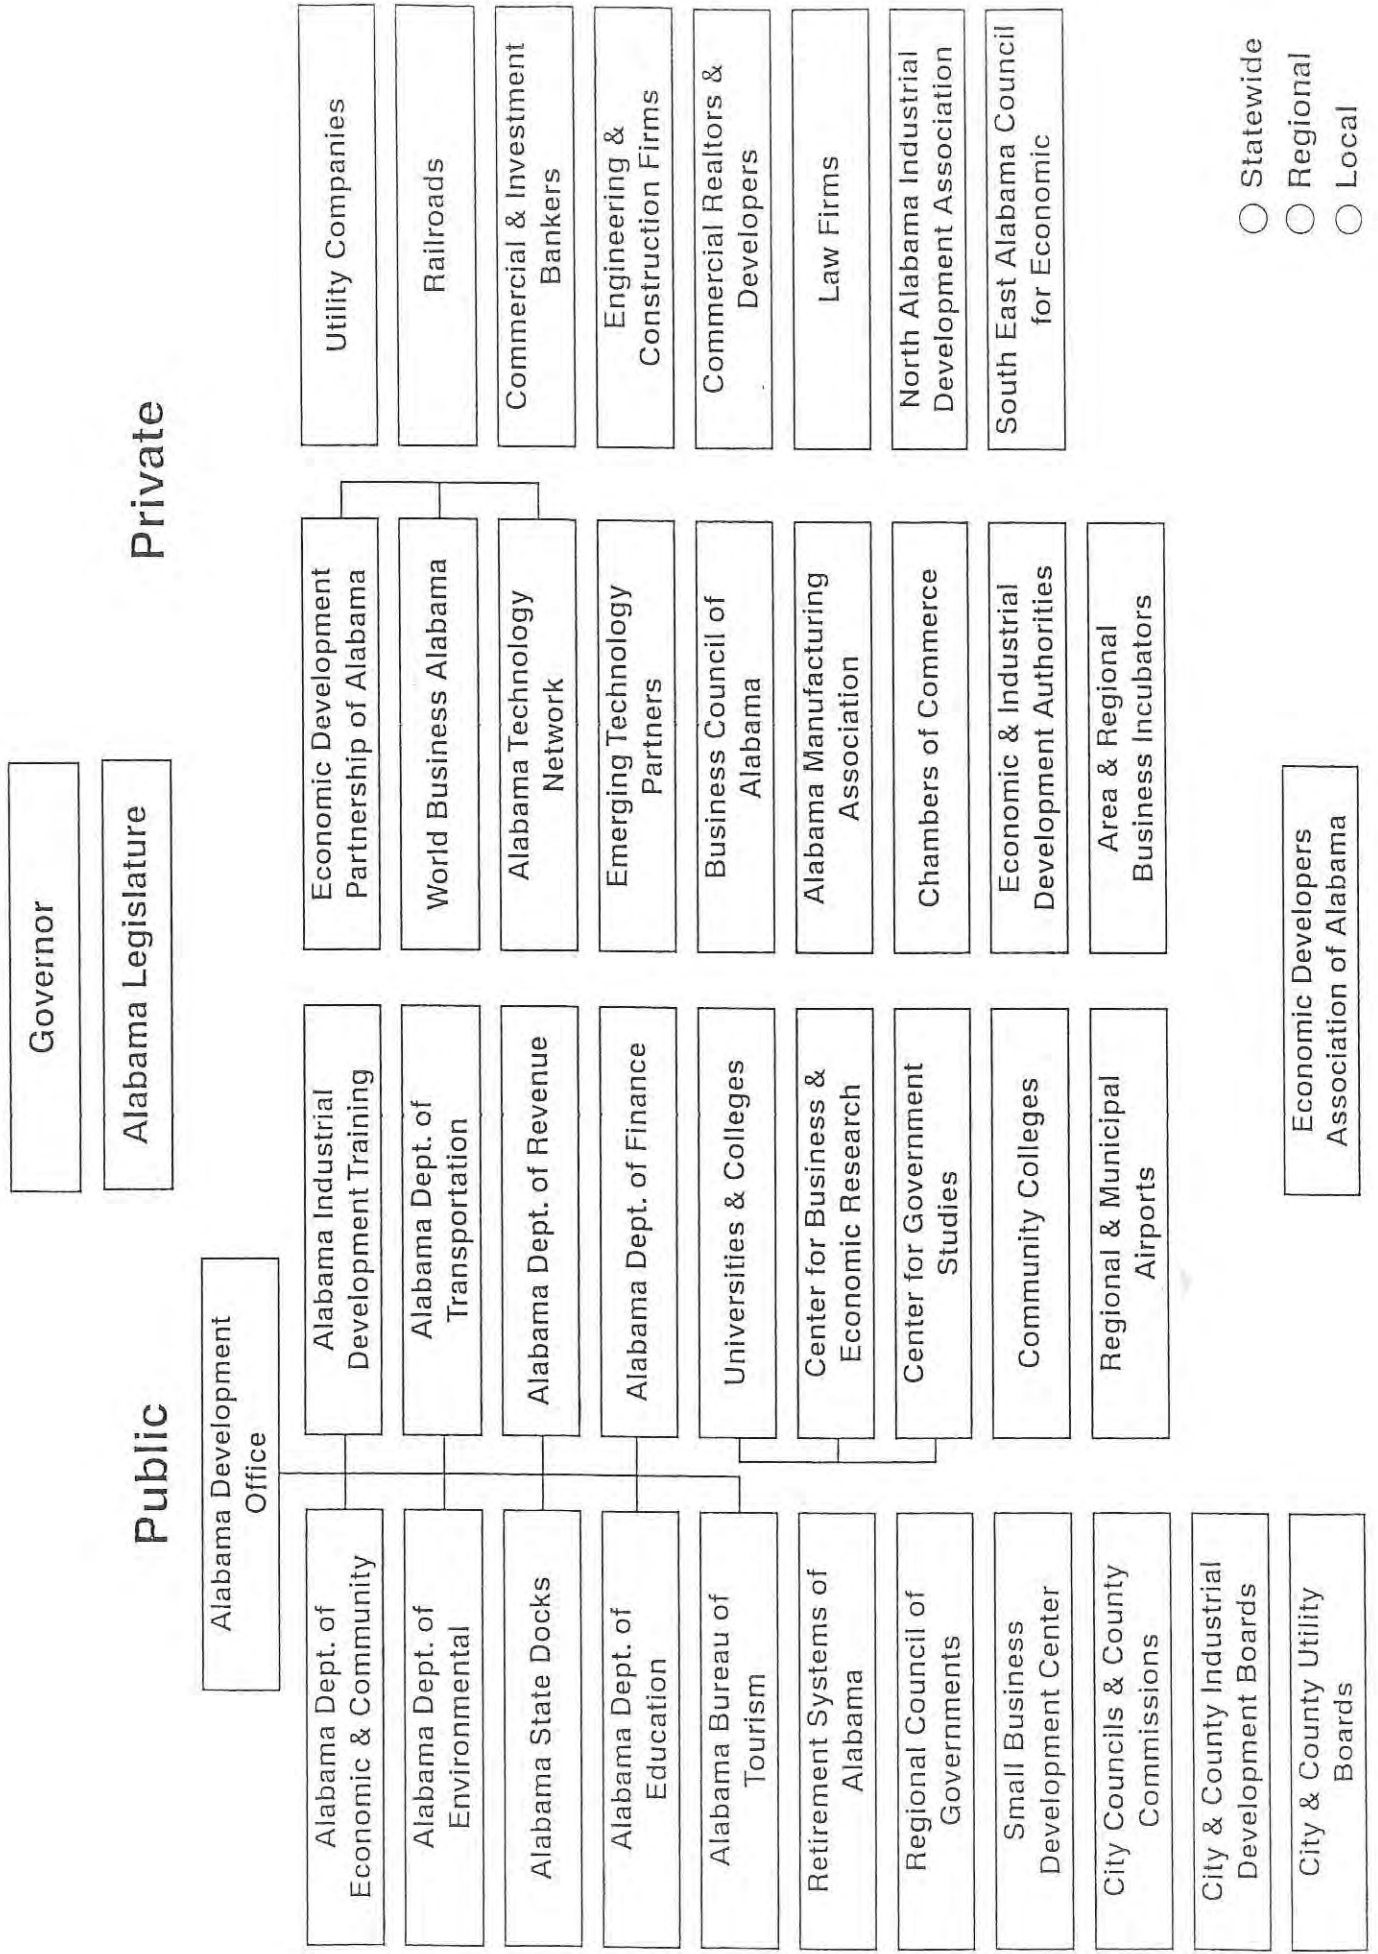 Governor
Alabama Legislature
Public
Private
Alabama Development
Office
Alabama Dept. of
Economic & Community
Alabama Dept. of
Environmental
Alabama State Docks
Alabama Dept. of
Education
Alabama Bureau of
Tourism
Retirement Systems of
Alabama
Regional Council of
Governments
Small Business
Development Center
City Councils & County
Commissions
City & County Industrial
Development Boards
City & County Utility
Boards
Alabama Industrial
Development Training
Alabama Dept. of
Transportation
Alabama Dept. of Revenue
Alabama Dept. of Finance
Universities & Colleges
Center for Business &
Economic Research
Center for Government
Studies
Community Colleges
Regional & Municipal
Airports
Economic Development
Partnership of Alabama
World Business Alabama
Alabama Technology
Network
Emerging Technology
Partners
Business Council of
Alabama
Alabama Manufacturing
Association
Chambers of Commerce
Economic & Industrial
Development Authorities
Area & Regional
Business Incubators
Utility Companies
Railroads
Commercial & Investment
Bankers
Engineering &
Construction Firms
Commercial Realtors &
Developers
Law Firms
North Alabama Industrial
Development Association
South East Alabama Council
for Economic
Economic Developers
Association of Alabama
Statewide
Regional
Local